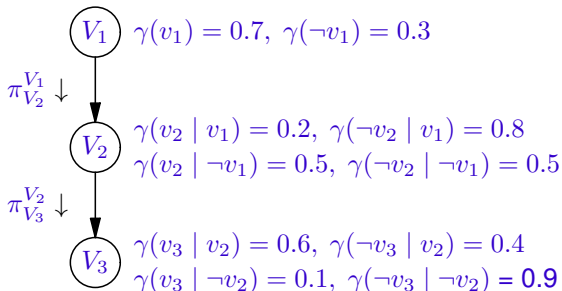 V₁ γ(v₁) = 0.7, γ(¬v₁) = 0.3
π^{V₁}_{V₂} ↓
V₂ γ(v₂ | v₁) = 0.2, γ(¬v₂ | v₁) = 0.8
γ(v₂ | ¬v₁) = 0.5, γ(¬v₂ | ¬v₁) = 0.5
π^{V₂}_{V₃} ↓
V₃ γ(v₃ | v₂) = 0.6, γ(¬v₃ | v₂) = 0.4
γ(v₃ | ¬v₂) = 0.1, γ(¬v₃ | ¬v₂) = 0.9